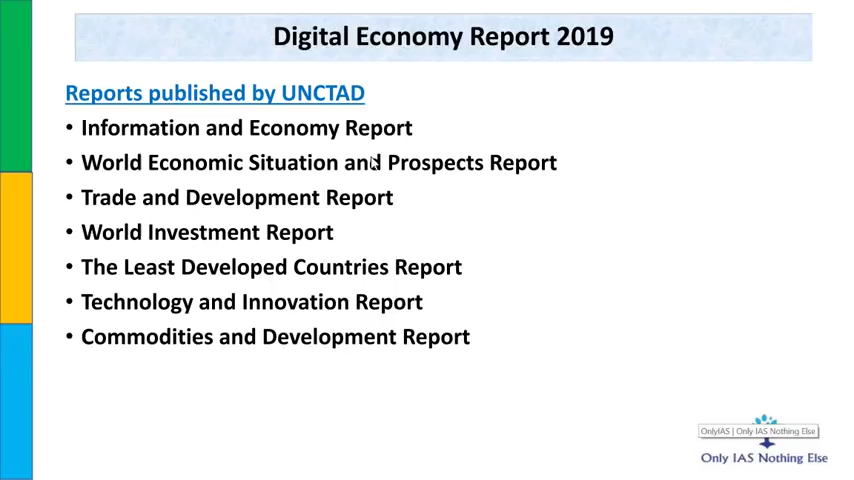 Digital Economy Report 2019
Reports published by UNCTAD
• Information and Economy Report
• World Economic Situation and Prospects Report
• Trade and Development Report
• World Investment Report
• The Least Developed Countries Report
• Technology and Innovation Report
• Commodities and Development Report
OnlyIAS | Only IAS Nothing Else
Only IAS Nothing Else